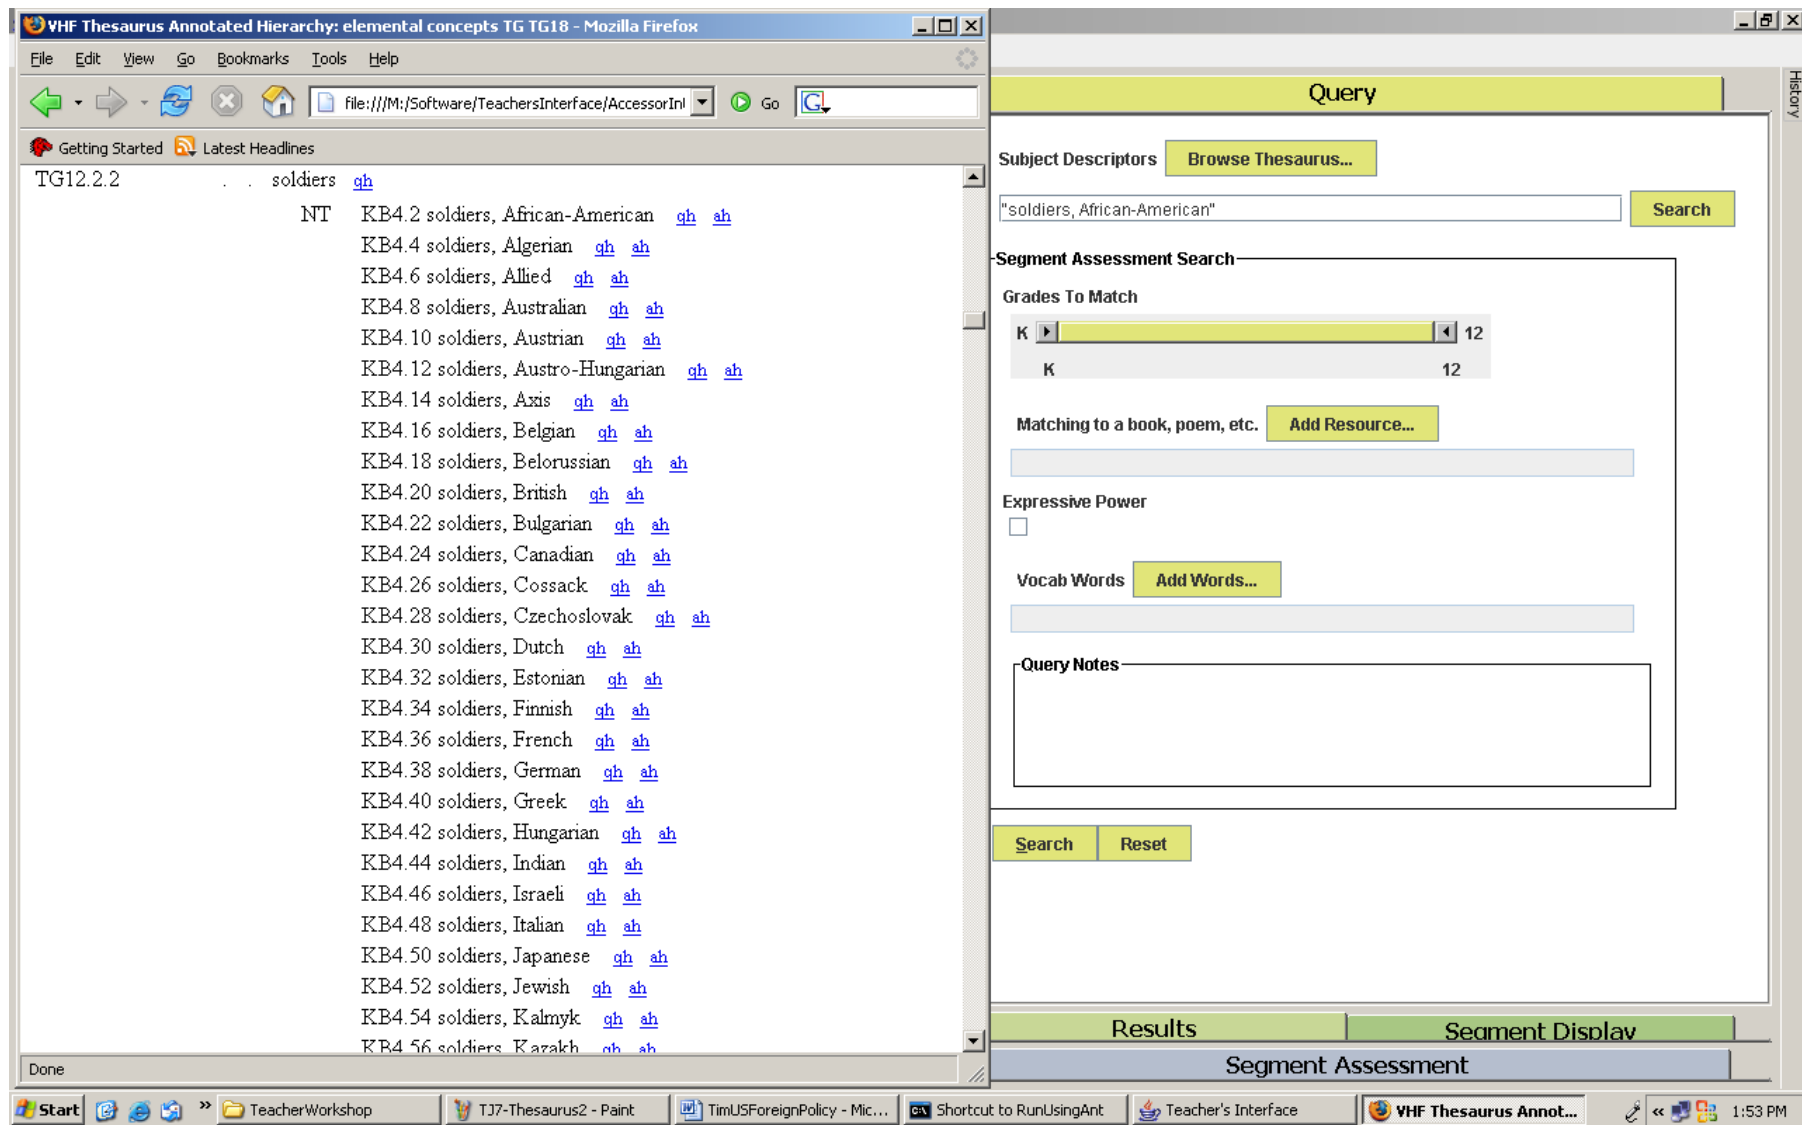 VHF Thesaurus Annotated Hierarchy: elemental concepts TG TG18 - Mozilla Firefox
File Edit View Go Bookmarks Tools Help
file:///M:/Software/TeachersInterface/AccessorInt Go G
Getting Started Latest Headlines
TG12.2.2 . . soldiers qh
NT KB4.2 soldiers, African-American qh ah
KB4.4 soldiers, Algerian qh ah
KB4.6 soldiers, Allied qh ah
KB4.8 soldiers, Australian qh ah
KB4.10 soldiers, Austrian qh ah
KB4.12 soldiers, Austro-Hungarian qh ah
KB4.14 soldiers, Axis qh ah
KB4.16 soldiers, Belgian qh ah
KB4.18 soldiers, Belorussian qh ah
KB4.20 soldiers, British qh ah
KB4.22 soldiers, Bulgarian qh ah
KB4.24 soldiers, Canadian qh ah
KB4.26 soldiers, Cossack qh ah
KB4.28 soldiers, Czechoslovak qh ah
KB4.30 soldiers, Dutch qh ah
KB4.32 soldiers, Estonian qh ah
KB4.34 soldiers, Finnish qh ah
KB4.36 soldiers, French qh ah
KB4.38 soldiers, German qh ah
KB4.40 soldiers, Greek qh ah
KB4.42 soldiers, Hungarian qh ah
KB4.44 soldiers, Indian qh ah
KB4.46 soldiers, Israeli qh ah
KB4.48 soldiers, Italian qh ah
KB4.50 soldiers, Japanese qh ah
KB4.52 soldiers, Jewish qh ah
KB4.54 soldiers, Kalmyk qh ah
KB4.56 soldiers, Kazakh qh ah
Done
Query
History
Subject Descriptors Browse Thesaurus...
"soldiers, African-American" Search
Segment Assessment Search
Grades To Match
K 12
K 12
Matching to a book, poem, etc. Add Resource...
Expressive Power
Vocab Words Add Words...
Query Notes
Search Reset
Results Segment Display
Segment Assessment
Start » TeacherWorkshop TJ7-Thesaurus2 - Paint TimUSForeignPolicy - Mic... Shortcut to RunUsingAnt Teacher's Interface VHF Thesaurus Annot... « 1:53 PM